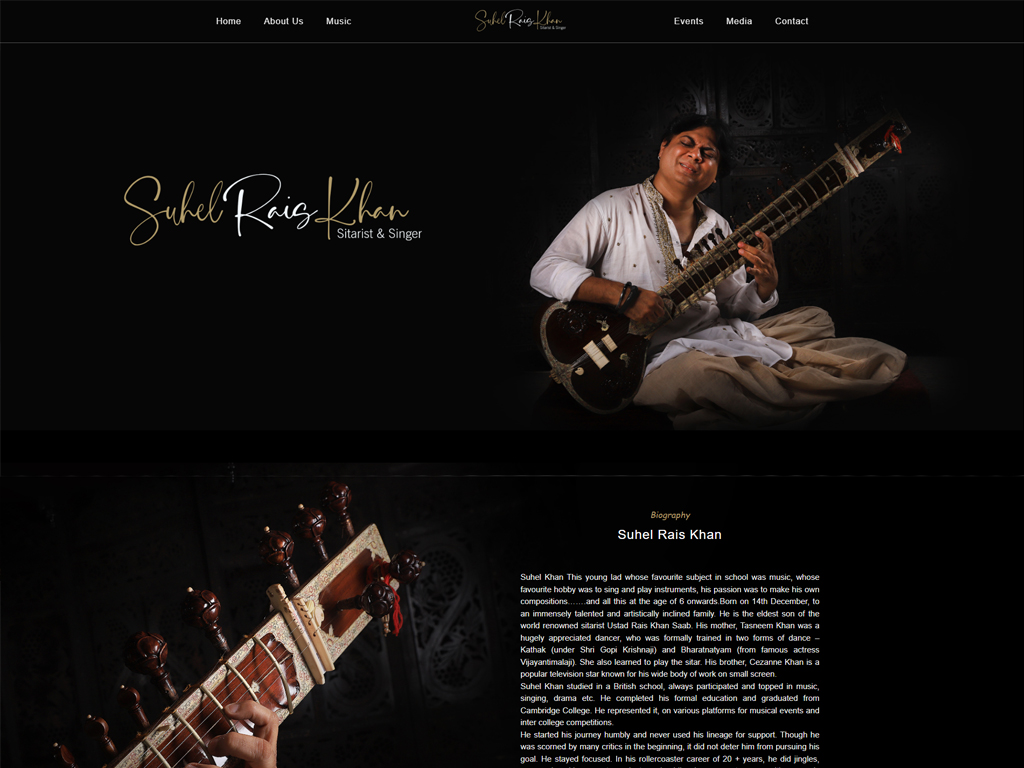 Home About Us Music Suhel Rais Khan Events Media Contact
Sitarist & Singer
Suhel Rais Khan
Sitarist & Singer
Biography
Suhel Rais Khan
Suhel Khan This young lad whose favourite subject in school was music, whose
favourite hobby was to sing and play instruments, his passion was to make his own
compositions…….and all this at the age of 6 onwards.Born on 14th December, to
an immensely talented and artistically inclined family. He is the eldest son of the
world renowned sitarist Ustad Rais Khan Saab. His mother, Tasneem Khan was a
hugely appreciated dancer, who was formally trained in two forms of dance –
Kathak (under Shri Gopi Krishnaji) and Bharatnatyam (from famous actress
Vijayantimalaji). She also learned to play the sitar. His brother, Cezanne Khan is a
popular television star known for his wide body of work on small screen.
Suhel Khan studied in a British school, always participated and topped in music,
singing, drama etc. He completed his formal education and graduated from
Cambridge College. He represented it, on various platforms for musical events and
inter college competitions.
He started his journey humbly and never used his lineage for support. Though he
was scorned by many critics in the beginning, it did not deter him from pursuing his
goal. He stayed focused. In his rollercoaster career of 20 + years, he did jingles,